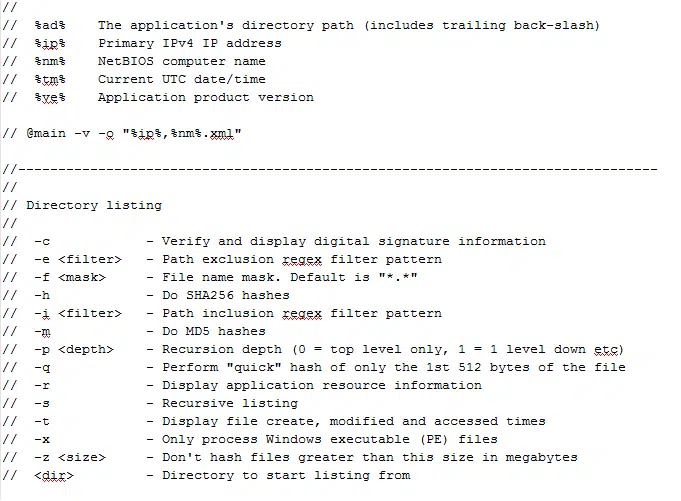 //
//  %ad%    The application's directory path (includes trailing back-slash)
//  %ip%    Primary IPv4 IP address
//  %nm%    NetBIOS computer name
//  %tm%    Current UTC date/time
//  %ve%    Application product version
// @main -v -o "%ip%,%nm%.xml"
//-------------------------------------------------------------------------------
//
// Directory listing
//
//  -c            - Verify and display digital signature information
//  -e <filter>   - Path exclusion regex filter pattern
//  -f <mask>     - File name mask. Default is "*.*"
//  -h            - Do SHA256 hashes
//  -i <filter>   - Path inclusion regex filter pattern
//  -m            - Do MD5 hashes
//  -p <depth>    - Recursion depth (0 = top level only, 1 = 1 level down etc)
//  -q            - Perform "quick" hash of only the 1st 512 bytes of the file
//  -r            - Display application resource information
//  -s            - Recursive listing
//  -t            - Display file create, modified and accessed times
//  -x            - Only process Windows executable (PE) files
//  -z <size>     - Don't hash files greater than this size in megabytes
//  <dir>         - Directory to start listing from